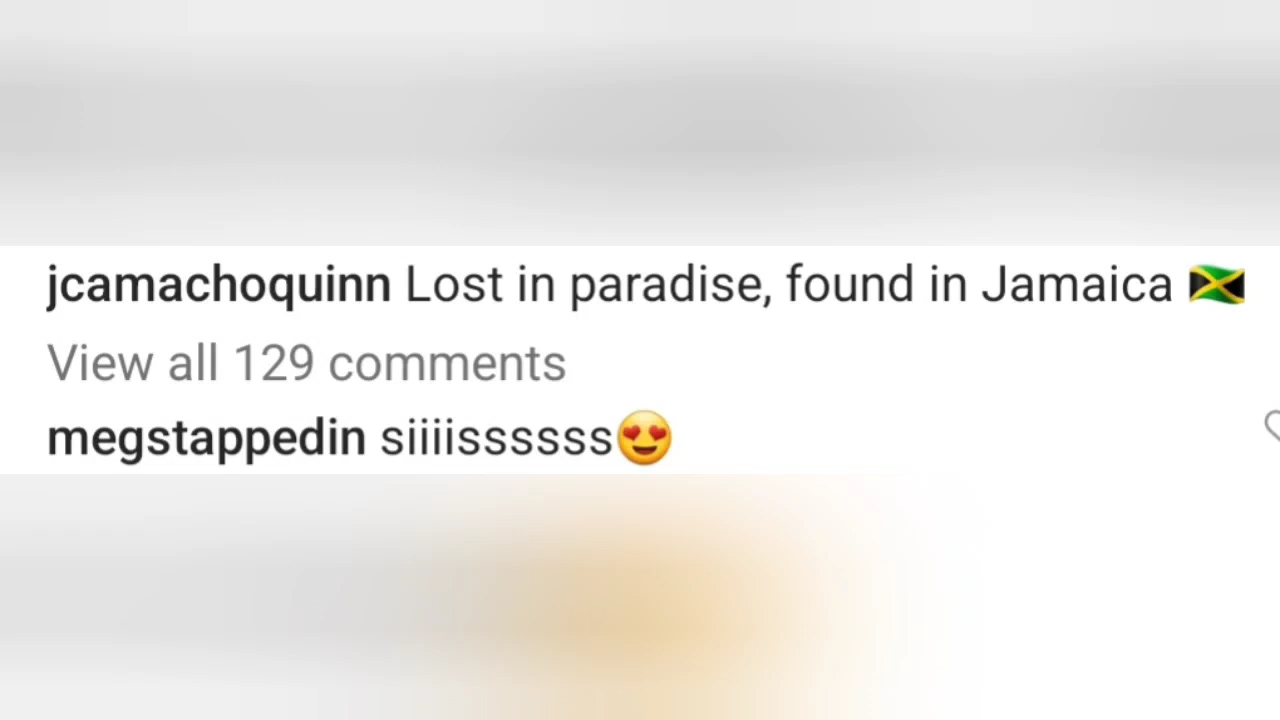 jcamachoquinn Lost in paradise, found in Jamaica 🇯🇲
View all 129 comments
megstappedin siiiissssss😍